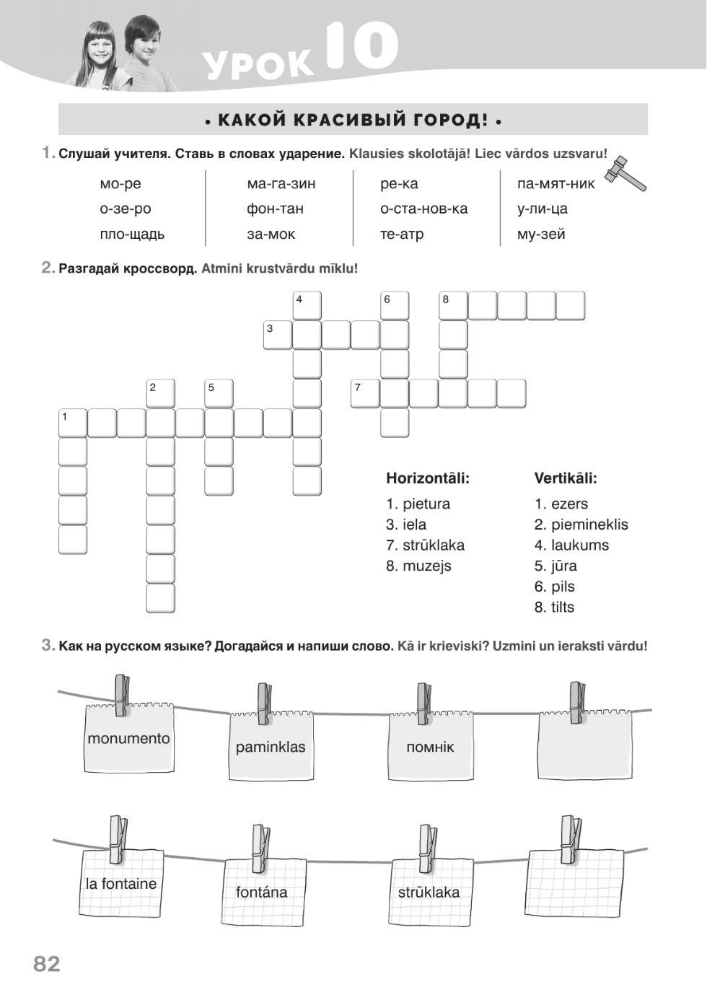 УРОК 10
• КАКОЙ КРАСИВЫЙ ГОРОД! •
1. Слушай учителя. Ставь в словах ударение. Klausies skolotājā! Liec vārdos uzsvaru!
мо-ре ма-га-зин ре-ка па-мят-ник
о-зе-ро фон-тан о-ста-нов-ка у-ли-ца
пло-щадь за-мок те-атр му-зей
2. Разгадай кроссворд. Atmini krustvārdu mīklu!
4 6 8
3
2 5 7
1
Horizontāli: Vertikāli:
1. pietura 1. ezers
3. iela 2. piemineklis
7. strūklaka 4. laukums
8. muzejs 5. jūra
6. pils
8. tilts
3. Как на русском языке? Догадайся и напиши слово. Kā ir krieviski? Uzmini un ieraksti vārdu!
monumento paminklas помнік
la fontaine fontána strūklaka
82